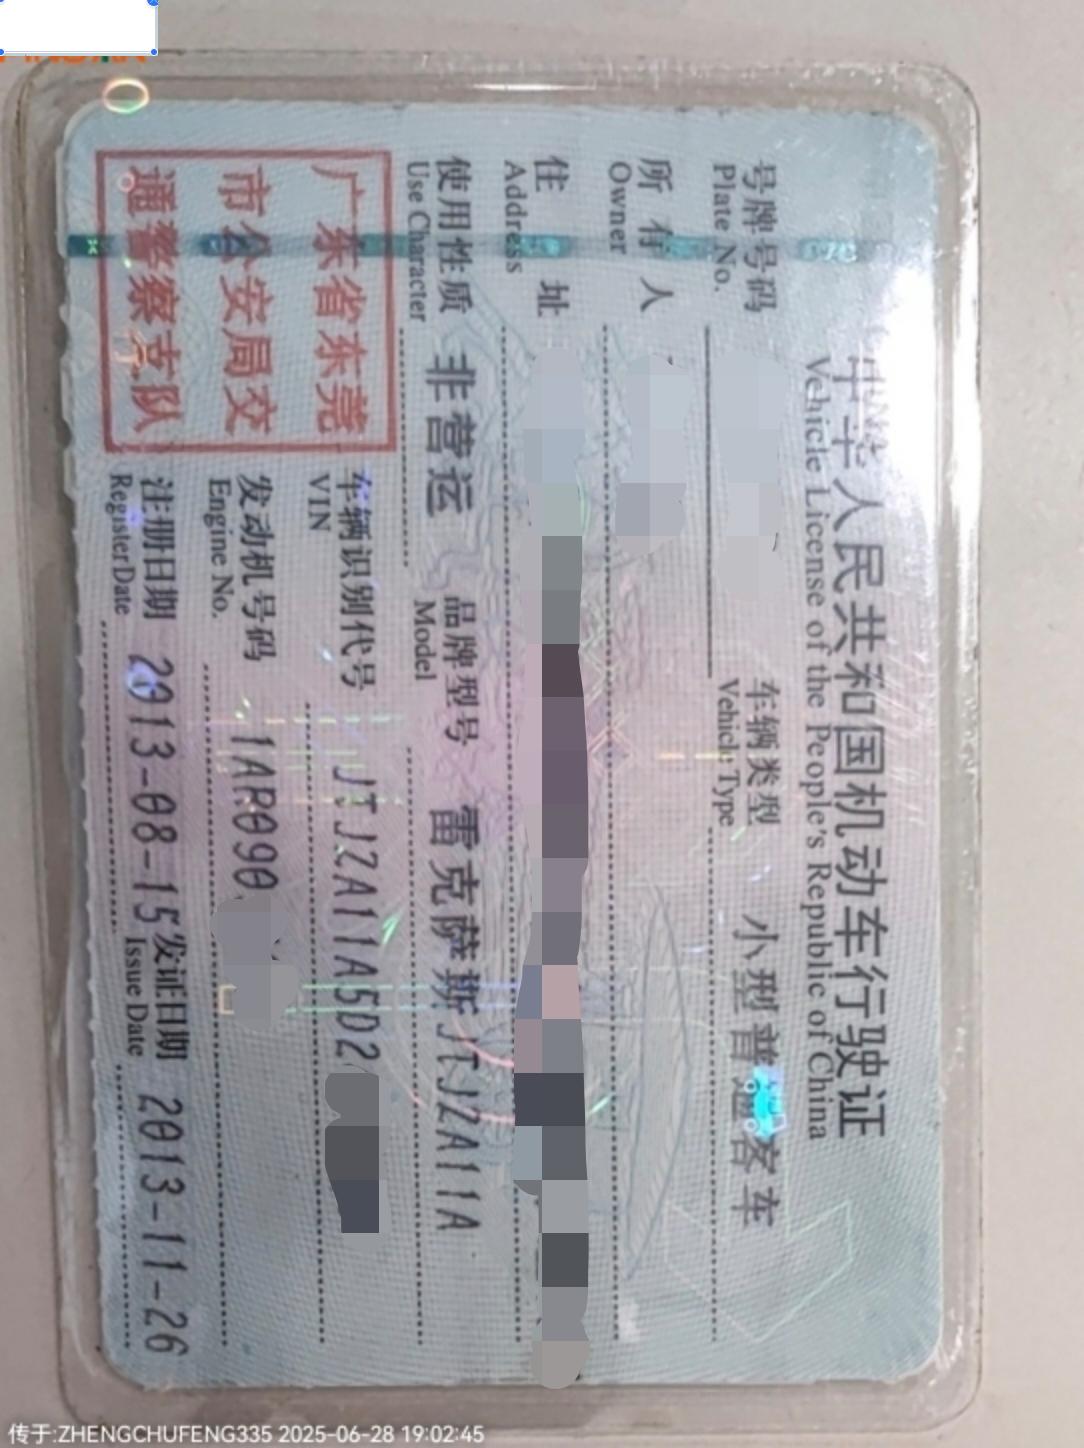 中华人民共和国机动车行驶证
Vehicle License of the People's Republic of China
号牌号码
Plate No.
车辆类型 小型普通客车
Vehicle Type
所有人
Owner
住址
Address
使用性质 非营运
Use Character
品牌型号 雷克萨斯JTJZA11A
Model
广东省东莞
市公安局交
通警察支队
车辆识别代号 JTJZA11A5D2
VIN
发动机号码 1AR090
Engine No.
注册日期 2013-08-15
Register Date
发证日期 2013-11-26
Issue Date
传于:ZHENGCHUFENG335 2025-06-28 19:02:45